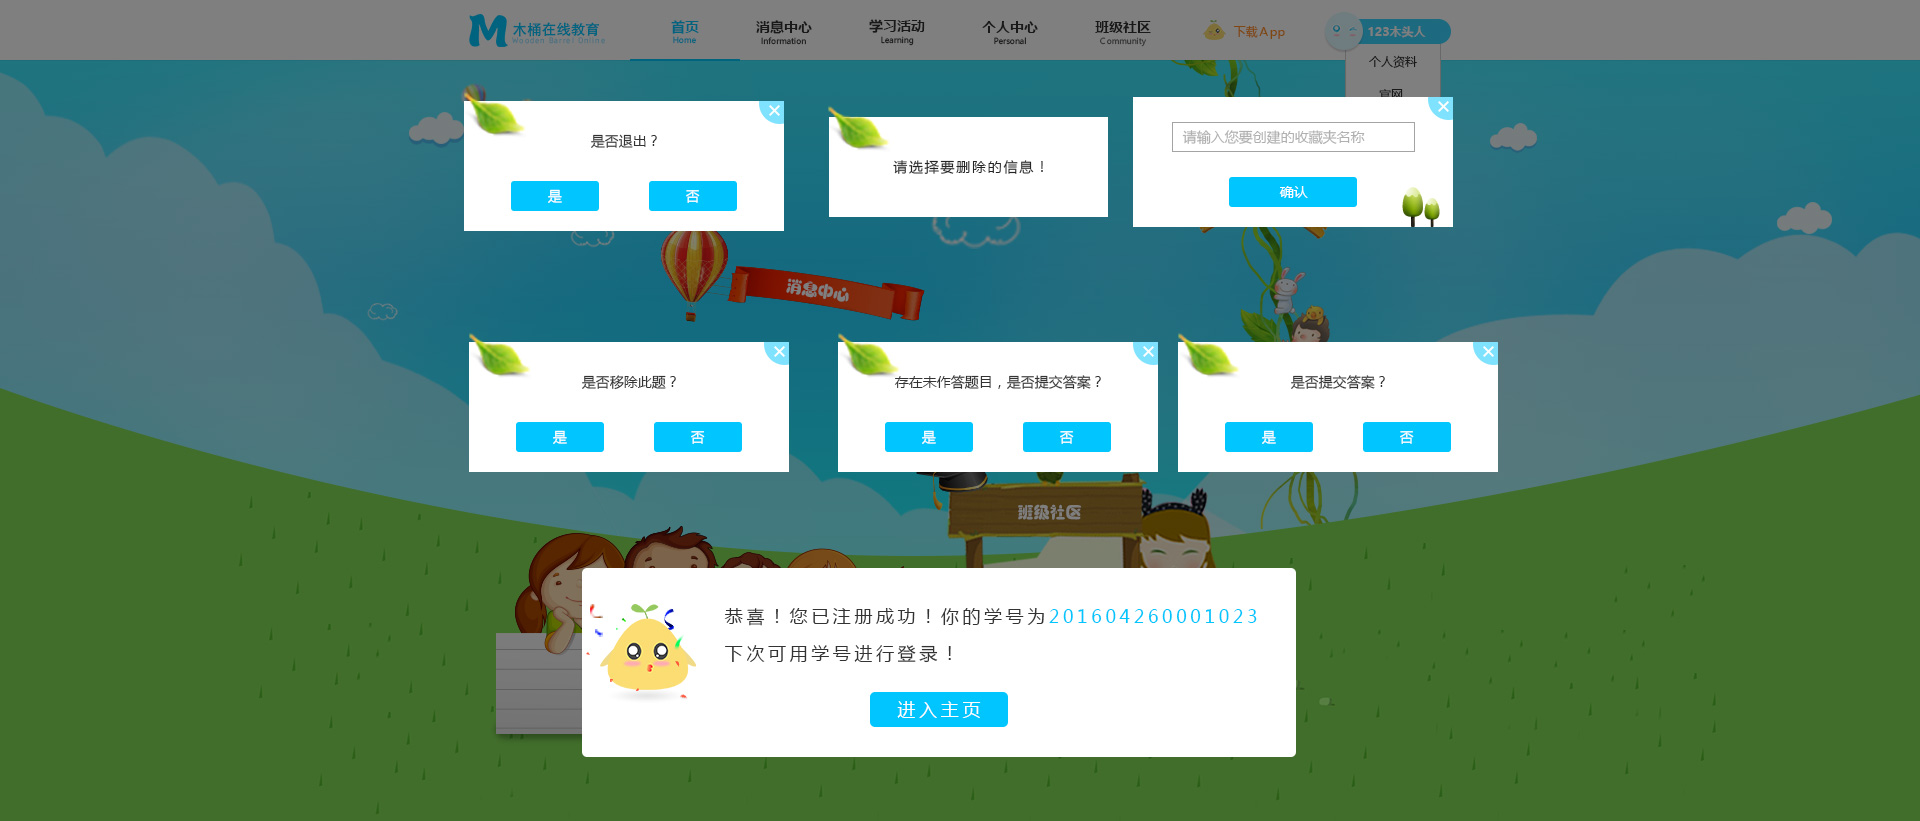 木桶在线教育
Wooden Barrel Online
首页
Home
消息中心
Information
学习活动
Learning
个人中心
Personal
班级社区
Community
下载App
123木头人
个人资料
官网
是否退出？
是
否
请选择要删除的信息！
请输入您要创建的收藏夹名称
确认
消息中心
是否移除此题？
是
否
存在未作答题目，是否提交答案？
是
否
是否提交答案？
是
否
班级社区
恭喜！您已注册成功！你的学号为201604260001023
下次可用学号进行登录！
进入主页